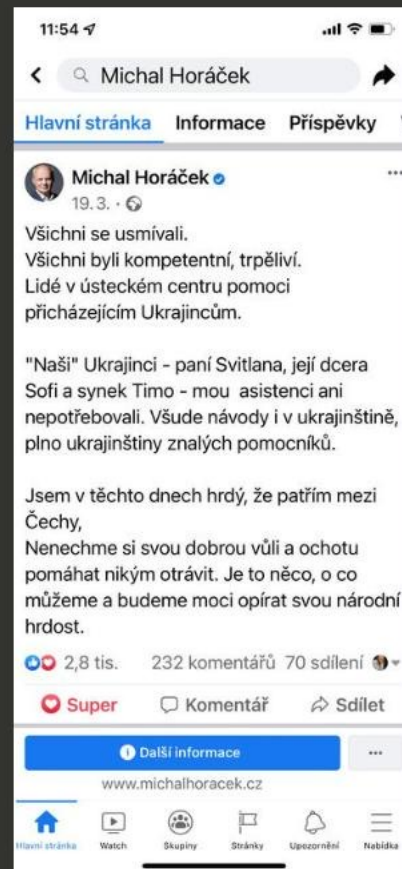 11:54
Michal Horáček
Hlavní stránka Informace Příspěvky
Michal Horáček
19. 3. ·
Všichni se usmívali.
Všichni byli kompetentní, trpěliví.
Lidé v ústeckém centru pomoci
přicházejícím Ukrajincům.
"Naši" Ukrajinci - paní Svitlana, její dcera
Sofi a synek Timo - mou asistenci ani
nepotřebovali. Všude návody i v ukrajinštině,
plno ukrajinštiny znalých pomocníků.
Jsem v těchto dnech hrdý, že patřím mezi
Čechy,
Nenechme si svou dobrou vůli a ochotu
pomáhat nikým otrávit. Je to něco, o co
můžeme a budeme moci opírat svou národní
hrdost.
2,8 tis. 232 komentářů 70 sdílení
Super Komentář Sdílet
Další informace
www.michalhoracek.cz
Hlavní stránka Watch Skupiny Stránky Upozornění Nabídka